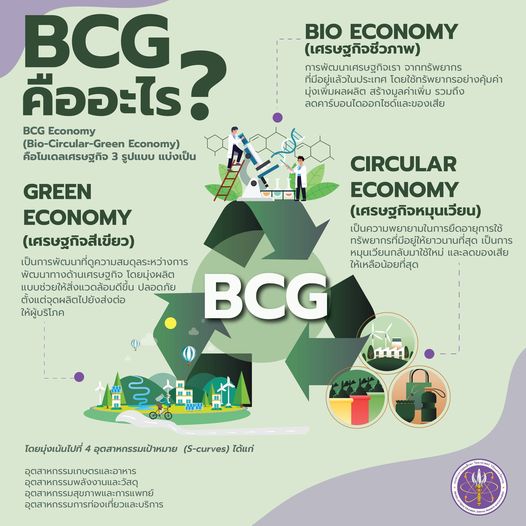 BCG
คืออะไร?
BCG Economy
(Bio-Circular-Green Economy)
คือโมเดลเศรษฐกิจ 3 รูปแบบ แบ่งเป็น
BIO ECONOMY
(เศรษฐกิจชีวภาพ)
การพัฒนาเศรษฐกิจเรา จากทรัพยากร
ที่มีอยู่แล้วในประเทศ โดยใช้ทรัพยากรอย่างคุ้มค่า
มุ่งเพิ่มผลผลิต สร้างมูลค่าเพิ่ม รวมถึง
ลดคาร์บอนไดออกไซด์และของเสีย
CIRCULAR
ECONOMY
(เศรษฐกิจหมุนเวียน)
เป็นความพยายามในการยืดอายุการใช้
ทรัพยากรที่มีอยู่ให้ยาวนานที่สุด เป็นการ
หมุนเวียนกลับมาใช้ใหม่ และลดของเสีย
ให้เหลือน้อยที่สุด
GREEN
ECONOMY
(เศรษฐกิจสีเขียว)
เป็นการพัฒนาที่ดูความสมดุลระหว่างการ
พัฒนาทางด้านเศรษฐกิจ โดยมุ่งผลิต
แบบช่วยให้สิ่งแวดล้อมดีขึ้น ปลอดภัย
ตั้งแต่จุดผลิตไปยังส่งต่อ
ให้ผู้บริโภค
BCG
โดยมุ่งเน้นไปที่ 4 อุตสาหกรรมเป้าหมาย (S-curves) ได้แก่
อุตสาหกรรมเกษตรและอาหาร
อุตสาหกรรมพลังงานและวัสดุ
อุตสาหกรรมสุขภาพและการแพทย์
อุตสาหกรรมการท่องเที่ยวและบริการ